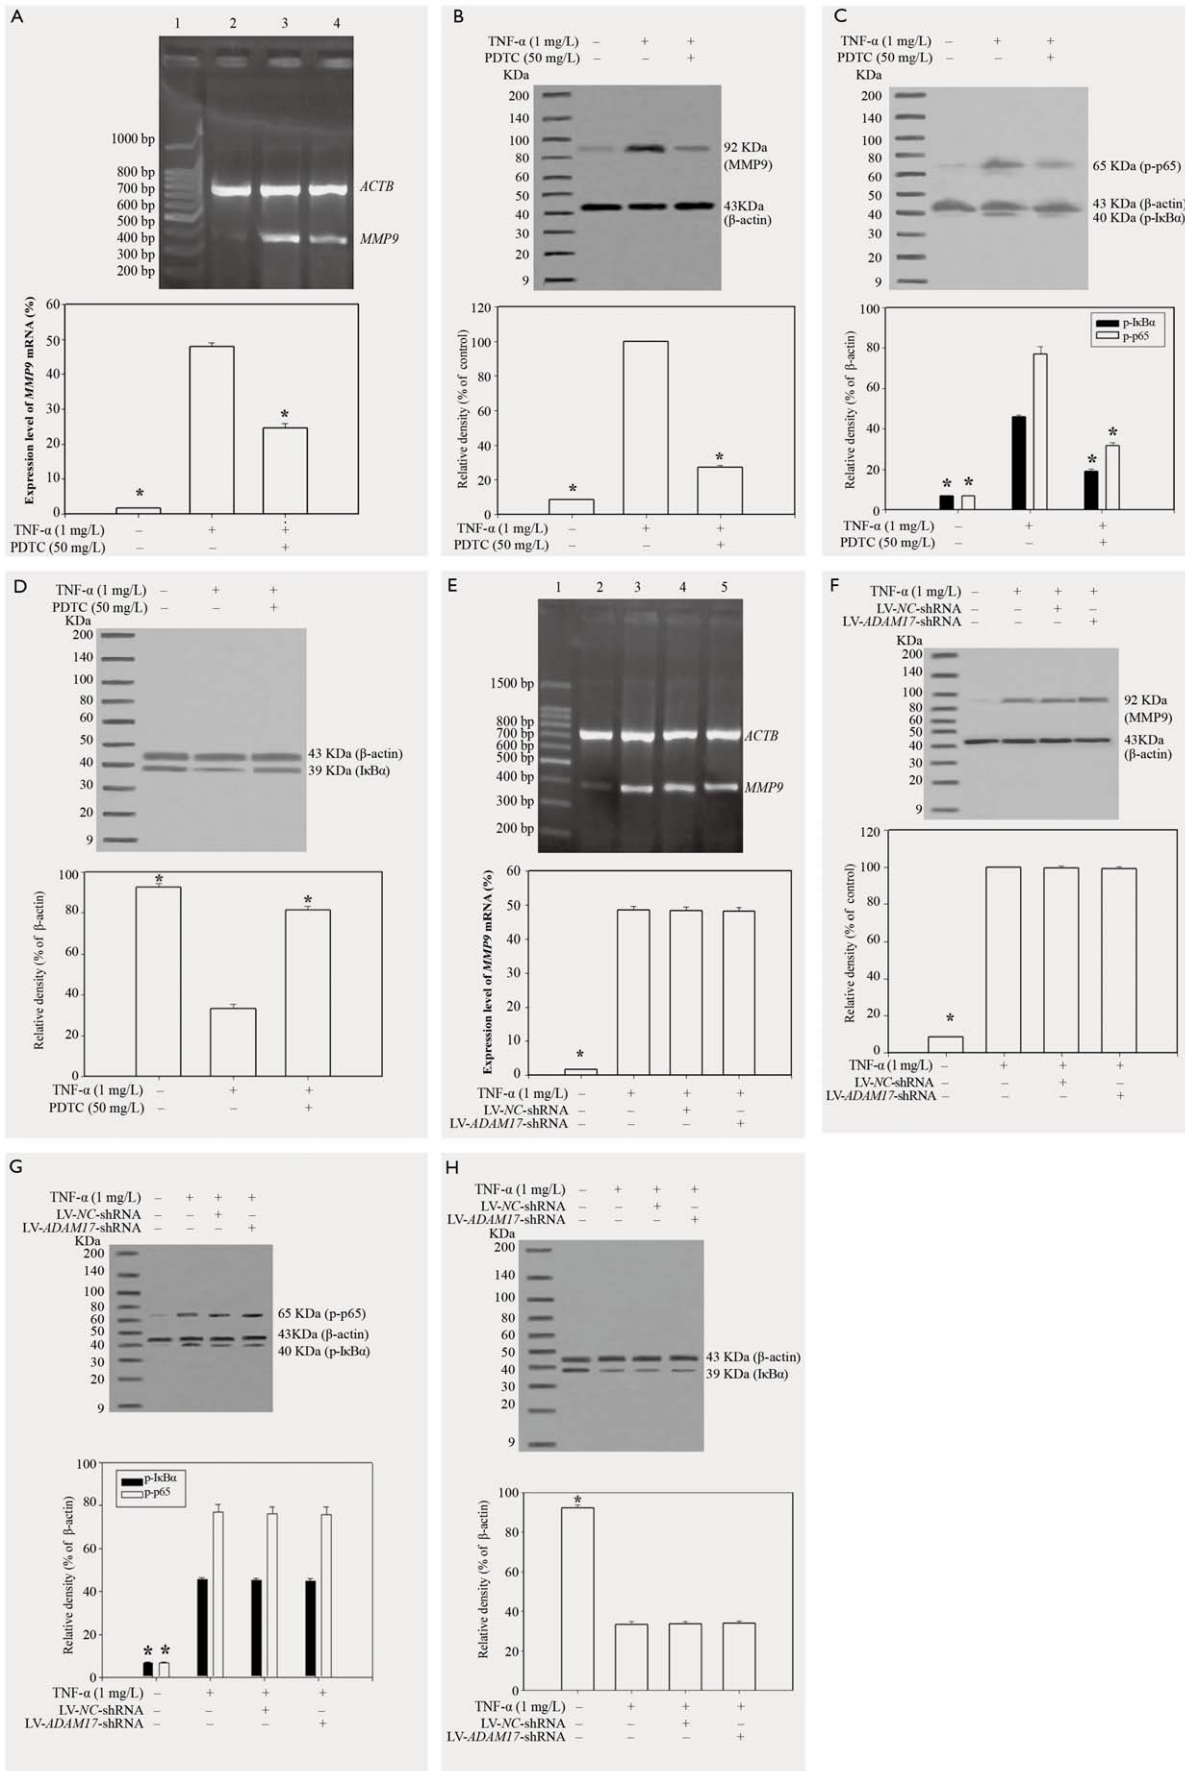 A
1 2 3 4
1000 bp
800 bp
700 bp
600 bp
500 bp
400 bp
300 bp
200 bp
ACTB
MMP9
Expression level of MMP9 mRNA (%)
60
50
40
30
20
10
0
*
*
TNF-α (1 mg/L) – + +
PDTC (50 mg/L) – – +
B
TNF-α (1 mg/L) – + +
PDTC (50 mg/L) – – +
KDa
200
140
100
80
60
50
40
30
20
9
92 KDa
(MMP9)
43KDa
(β-actin)
Relative density (% of control)
120
100
80
60
40
20
0
*
*
TNF-α (1 mg/L) – + +
PDTC (50 mg/L) – – +
C
TNF-α (1 mg/L) – + +
PDTC (50 mg/L) – – +
KDa
200
140
100
80
60
50
40
30
20
9
65 KDa (p-p65)
43 KDa (β-actin)
40 KDa (p-IκBα)
Relative density (% of β-actin)
100
80
60
40
20
0
p-IκBα
p-p65
* *
* *
TNF-α (1 mg/L) – + +
PDTC (50 mg/L) – – +
D
TNF-α (1 mg/L) – + +
PDTC (50 mg/L) – – +
KDa
200
140
100
80
60
50
40
30
20
9
43 KDa (β-actin)
39 KDa (IκBα)
Relative density (% of β-actin)
100
80
60
40
20
0
*
*
TNF-α (1 mg/L) – + +
PDTC (50 mg/L) – – +
E
1 2 3 4 5
1500 bp
800 bp
700 bp
600 bp
500 bp
400 bp
300 bp
200 bp
ACTB
MMP9
Expression level of MMP9 mRNA (%)
60
50
40
30
20
10
0
*
TNF-α (1 mg/L) – + + +
LV-NC-shRNA – – +
LV-ADAM17-shRNA – – +
F
TNF-α (1 mg/L) – + + +
LV-NC-shRNA – – +
LV-ADAM17-shRNA – – +
KDa
200
140
100
80
60
50
40
30
20
9
92 KDa
(MMP9)
43KDa
(β-actin)
Relative density (% of control)
120
100
80
60
40
20
0
*
TNF-α (1 mg/L) – + + +
LV-NC-shRNA – – +
LV-ADAM17-shRNA – – +
G
TNF-α (1 mg/L) – + + +
LV-NC-shRNA – – +
LV-ADAM17-shRNA – – +
KDa
200
140
100
80
60
50
40
30
20
9
65 KDa (p-p65)
43KDa (β-actin)
40 KDa (p-IκBα)
Relative density (% of β-actin)
100
80
60
40
20
0
p-IκBα
p-p65
* *
TNF-α (1 mg/L) – + + +
LV-NC-shRNA – – +
LV-ADAM17-shRNA – – +
H
TNF-α (1 mg/L) – + + +
LV-NC-shRNA – – +
LV-ADAM17-shRNA – – +
KDa
200
140
100
80
60
50
40
30
20
9
43 KDa (β-actin)
39 KDa (IκBα)
Relative density (% of β-actin)
100
80
60
40
20
0
*
TNF-α (1 mg/L) – + + +
LV-NC-shRNA – – +
LV-ADAM17-shRNA – – +